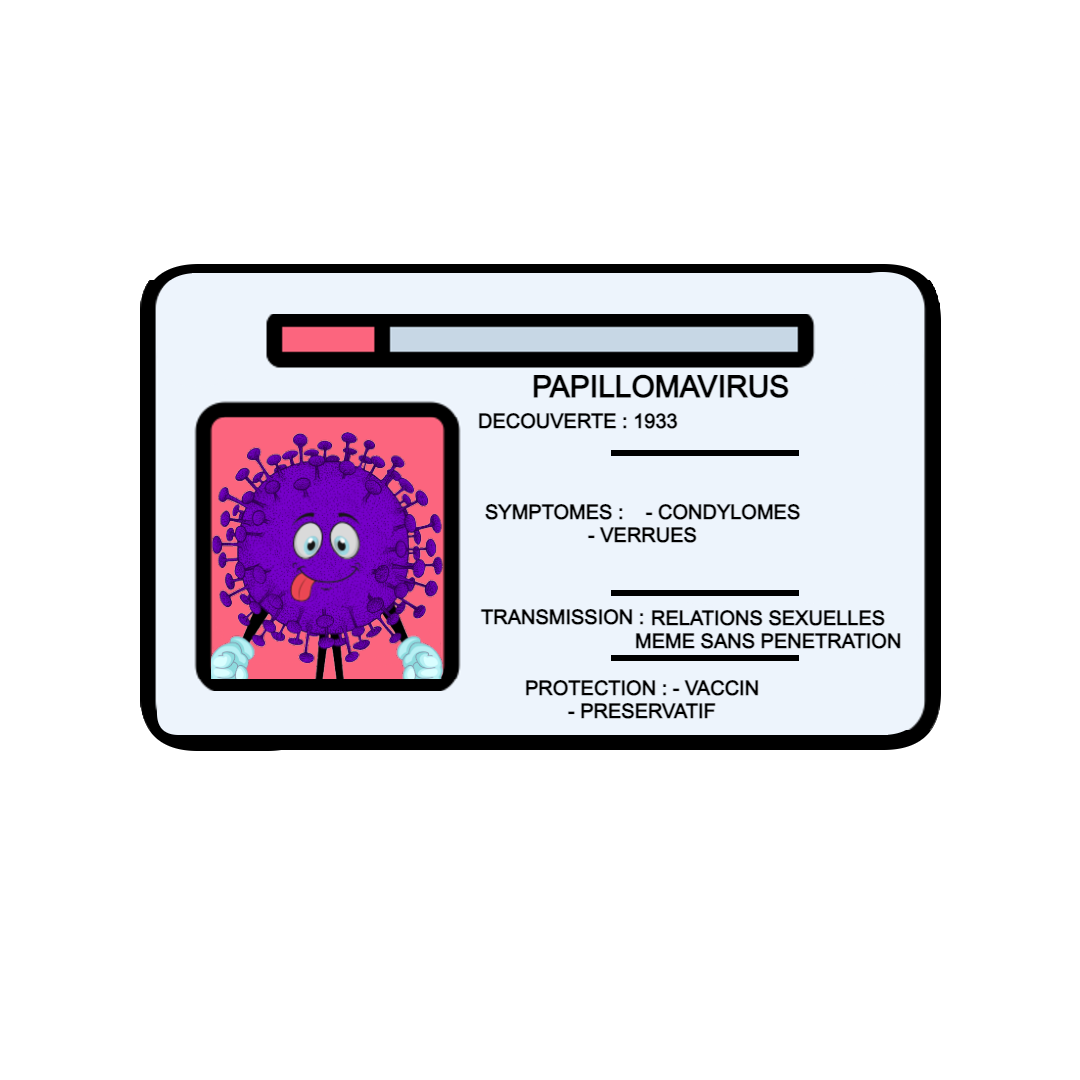 PAPILLOMAVIRUS
DECOUVERTE : 1933
SYMPTOMES : - CONDYLOMES
- VERRUES
TRANSMISSION : RELATIONS SEXUELLES
MEME SANS PENETRATION
PROTECTION : - VACCIN
- PRESERVATIF